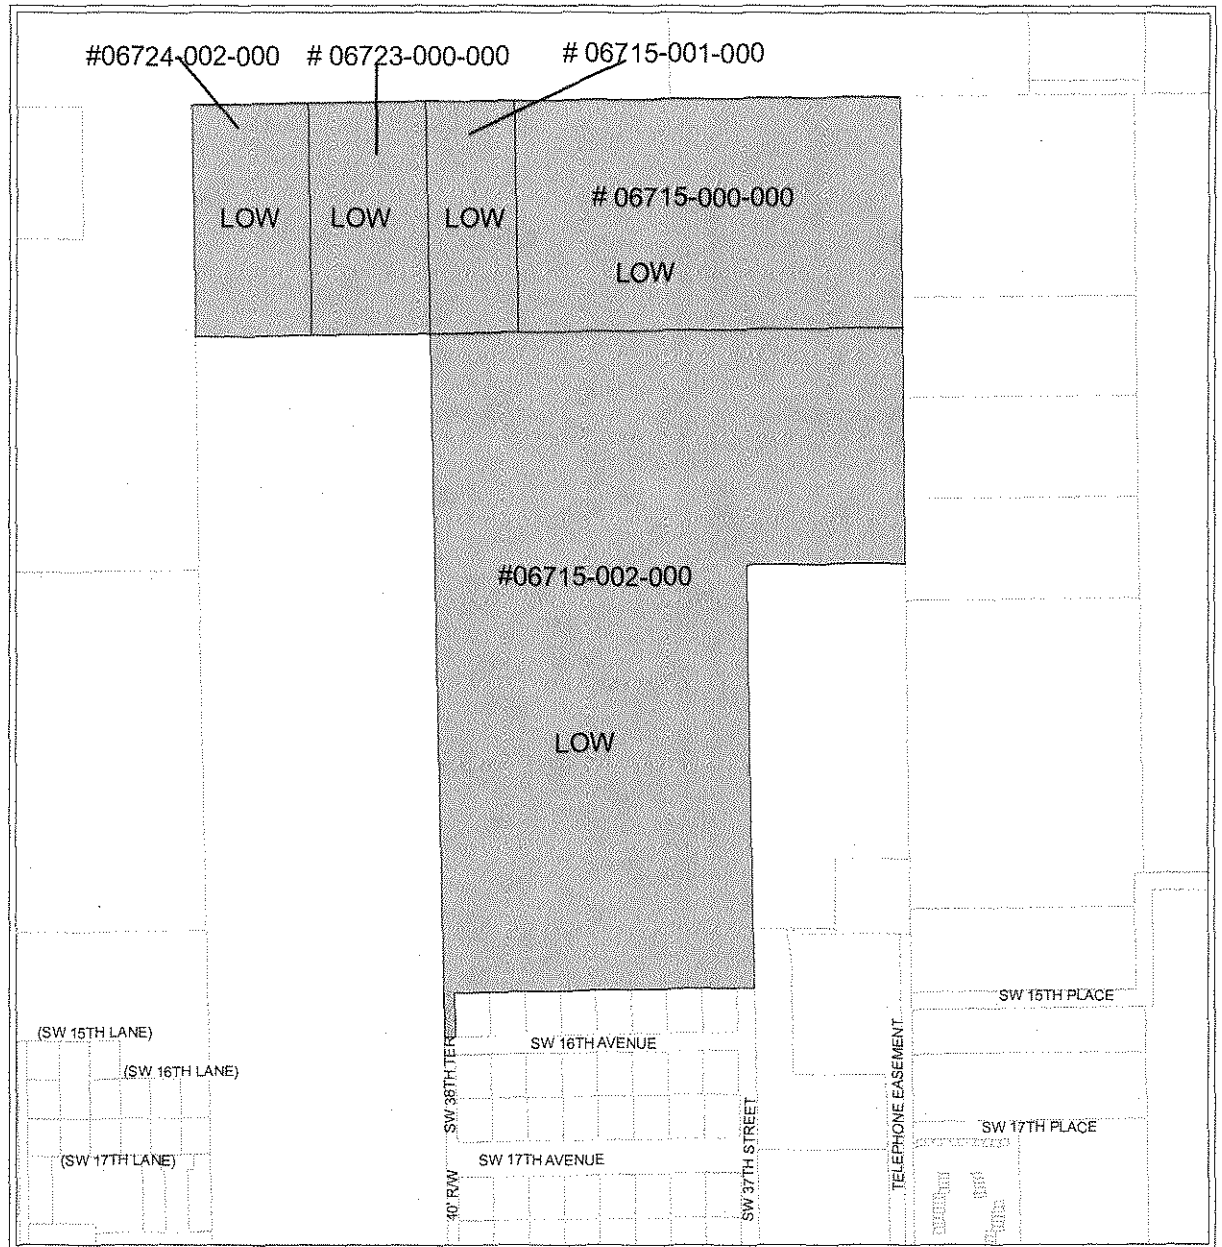 #06724-002-000
# 06723-000-000
# 06715-001-000
# 06715-000-000
LOW
LOW
LOW
LOW
#06715-002-000
LOW
SW 15TH PLACE
(SW 15TH LANE)
SW 16TH AVENUE
(SW 16TH LANE)
SW 38TH TER
TELEPHONE EASEMENT
SW 37TH STREET
SW 17TH PLACE
(SW 17TH LANE)
SW 17TH AVENUE
40' R/W